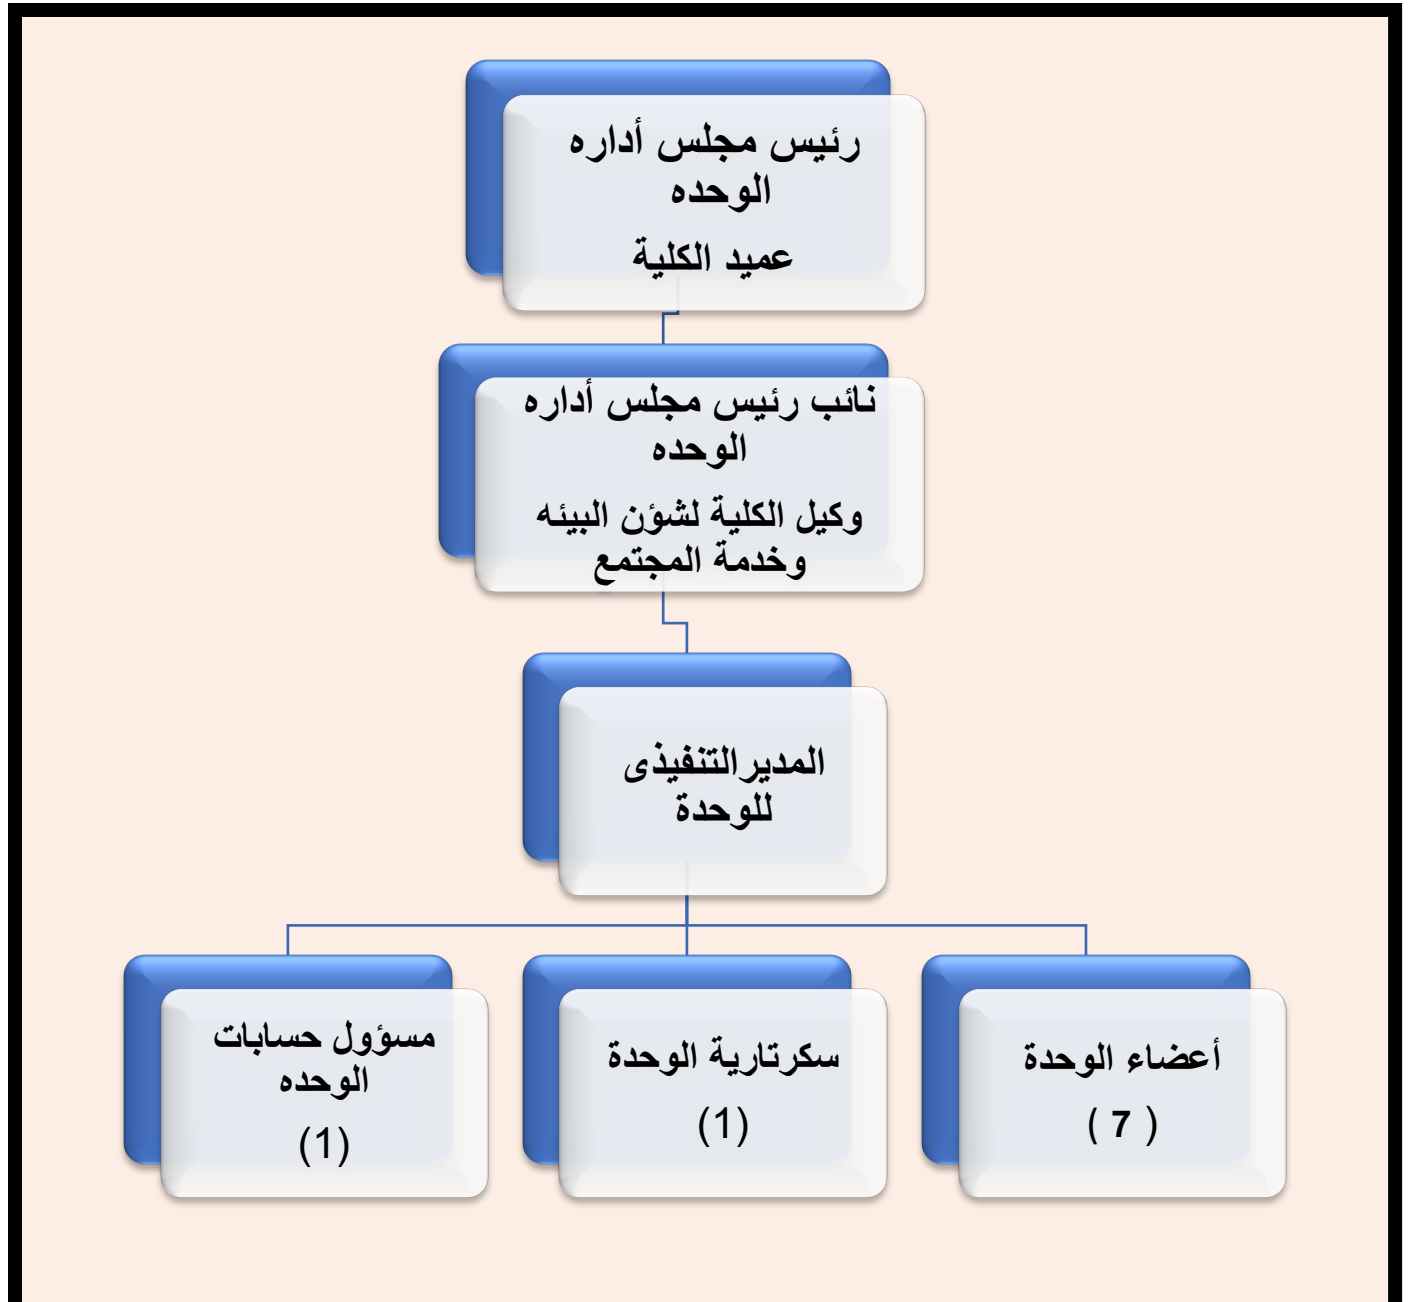 رئيس مجلس أداره
الوحده
عميد الكلية
نائب رئيس مجلس أداره
الوحده
وكيل الكلية لشؤن البيئه
وخدمة المجتمع
المديرالتنفيذى
للوحدة
أعضاء الوحدة
( 7 )
سكرتارية الوحدة
(1)
مسؤول حسابات
الوحده
(1)